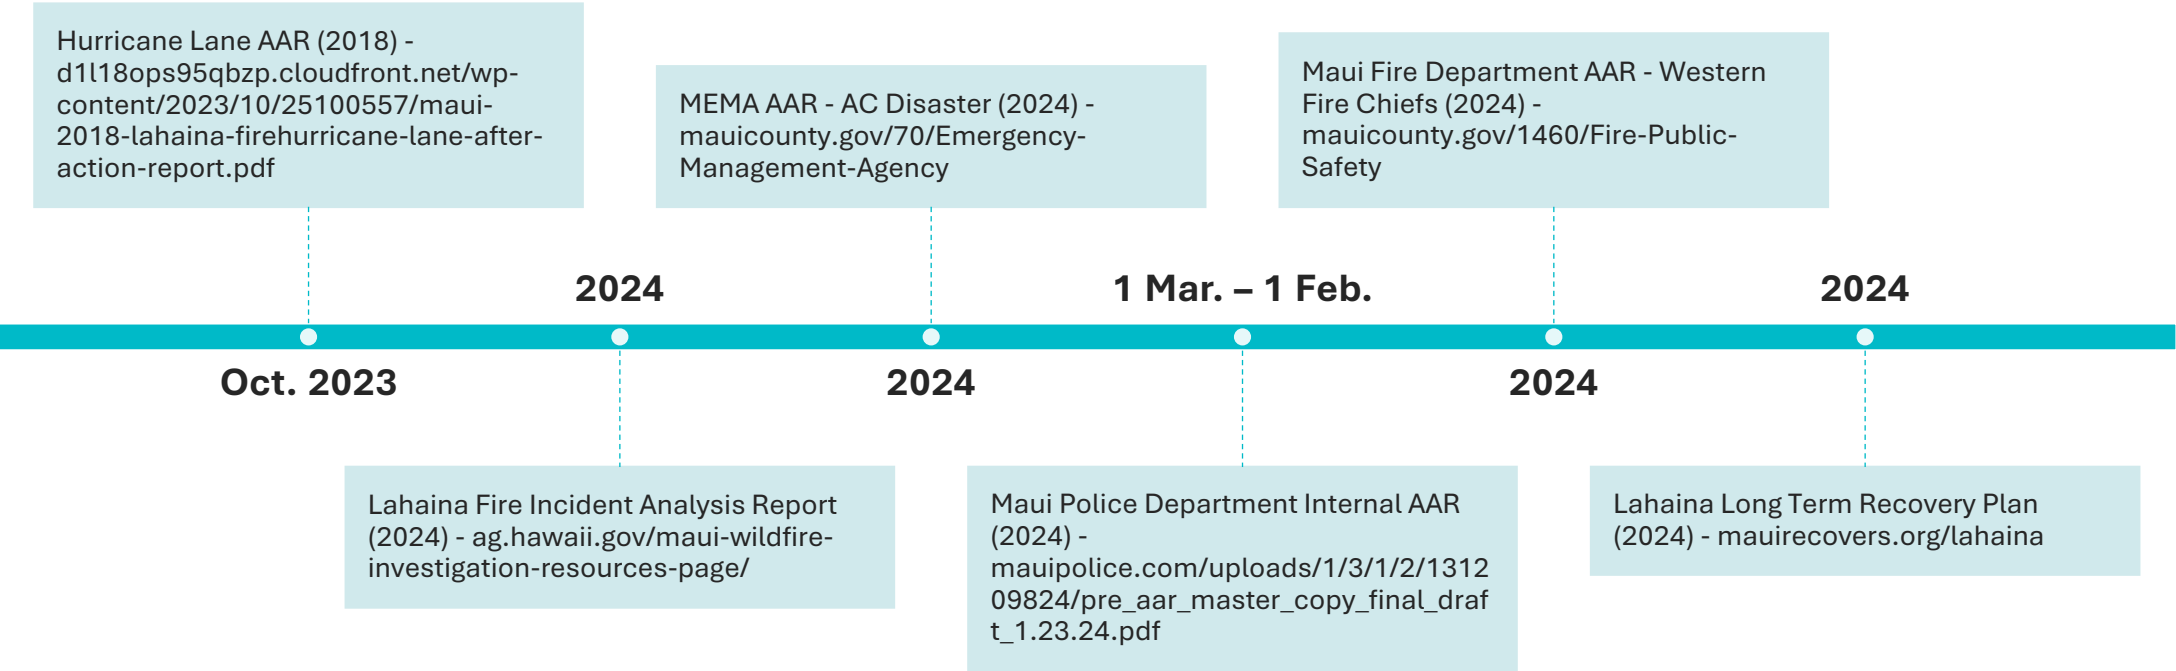 Hurricane Lane AAR (2018) -
d1l18ops95qbzp.cloudfront.net/wp-
content/2023/10/25100557/maui-
2018-lahaina-firehurricane-lane-after-
action-report.pdf
MEMA AAR - AC Disaster (2024) -
mauicounty.gov/70/Emergency-
Management-Agency
Maui Fire Department AAR - Western
Fire Chiefs (2024) -
mauicounty.gov/1460/Fire-Public-
Safety
2024
1 Mar. – 1 Feb.
2024
Oct. 2023
2024
2024
Lahaina Fire Incident Analysis Report
(2024) - ag.hawaii.gov/maui-wildfire-
investigation-resources-page/
Maui Police Department Internal AAR
(2024) -
mauipolice.com/uploads/1/3/1/2/1312
09824/pre_aar_master_copy_final_draf
t_1.23.24.pdf
Lahaina Long Term Recovery Plan
(2024) - mauirecovers.org/lahaina